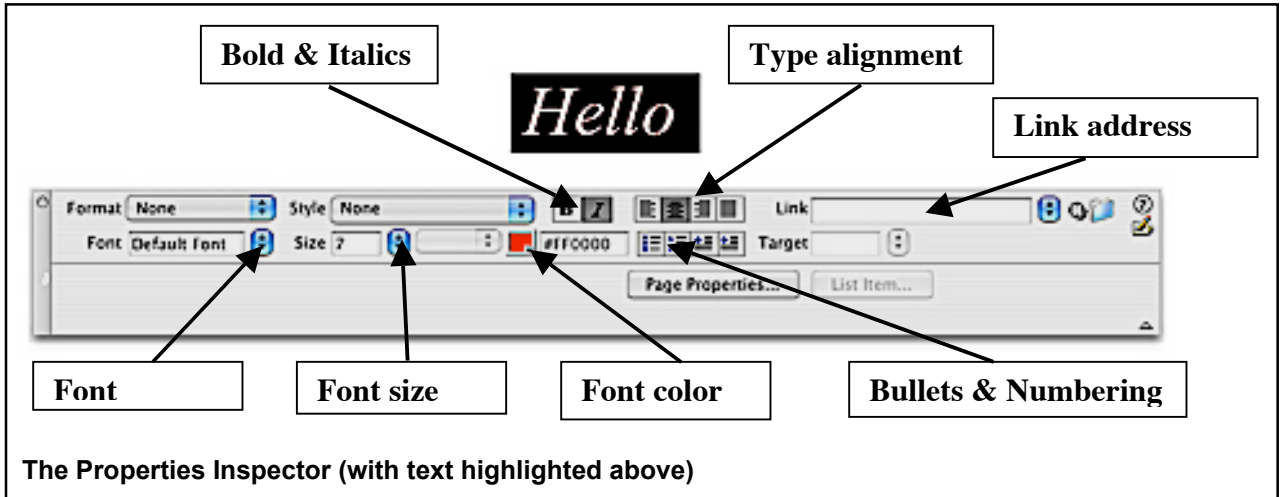 Bold & Italics
Type alignment
Hello
Link address
Format None Style None B I Link
Font Default Font Size 7 #FF0000 Target
Page Properties... List Item...
Font
Font size
Font color
Bullets & Numbering
The Properties Inspector (with text highlighted above)